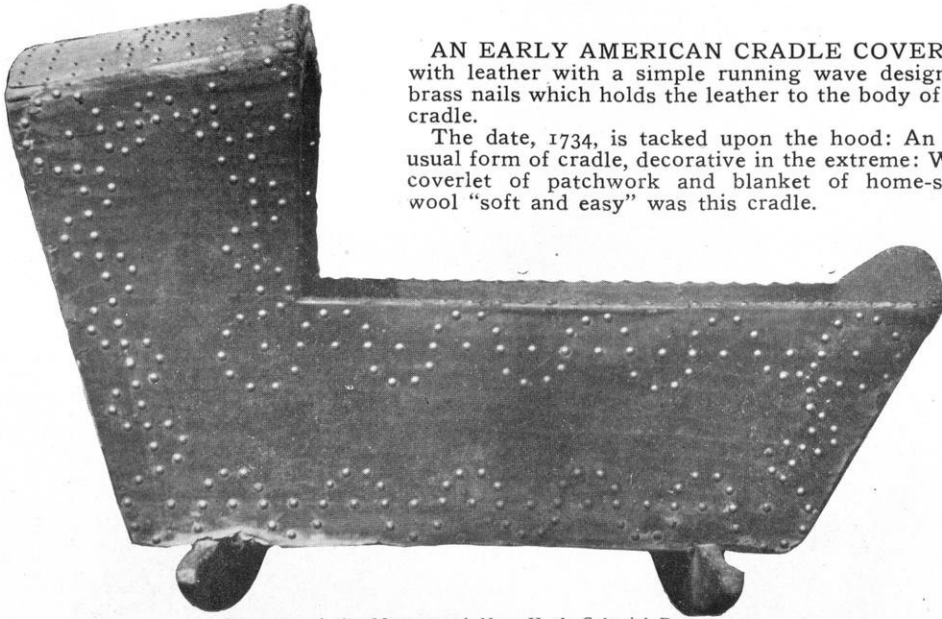 AN EARLY AMERICAN CRADLE COVER
with leather with a simple running wave design
brass nails which holds the leather to the body of
cradle.
The date, 1734, is tacked upon the hood: An
usual form of cradle, decorative in the extreme: W
coverlet of patchwork and blanket of home-s
wool “soft and easy” was this cradle.